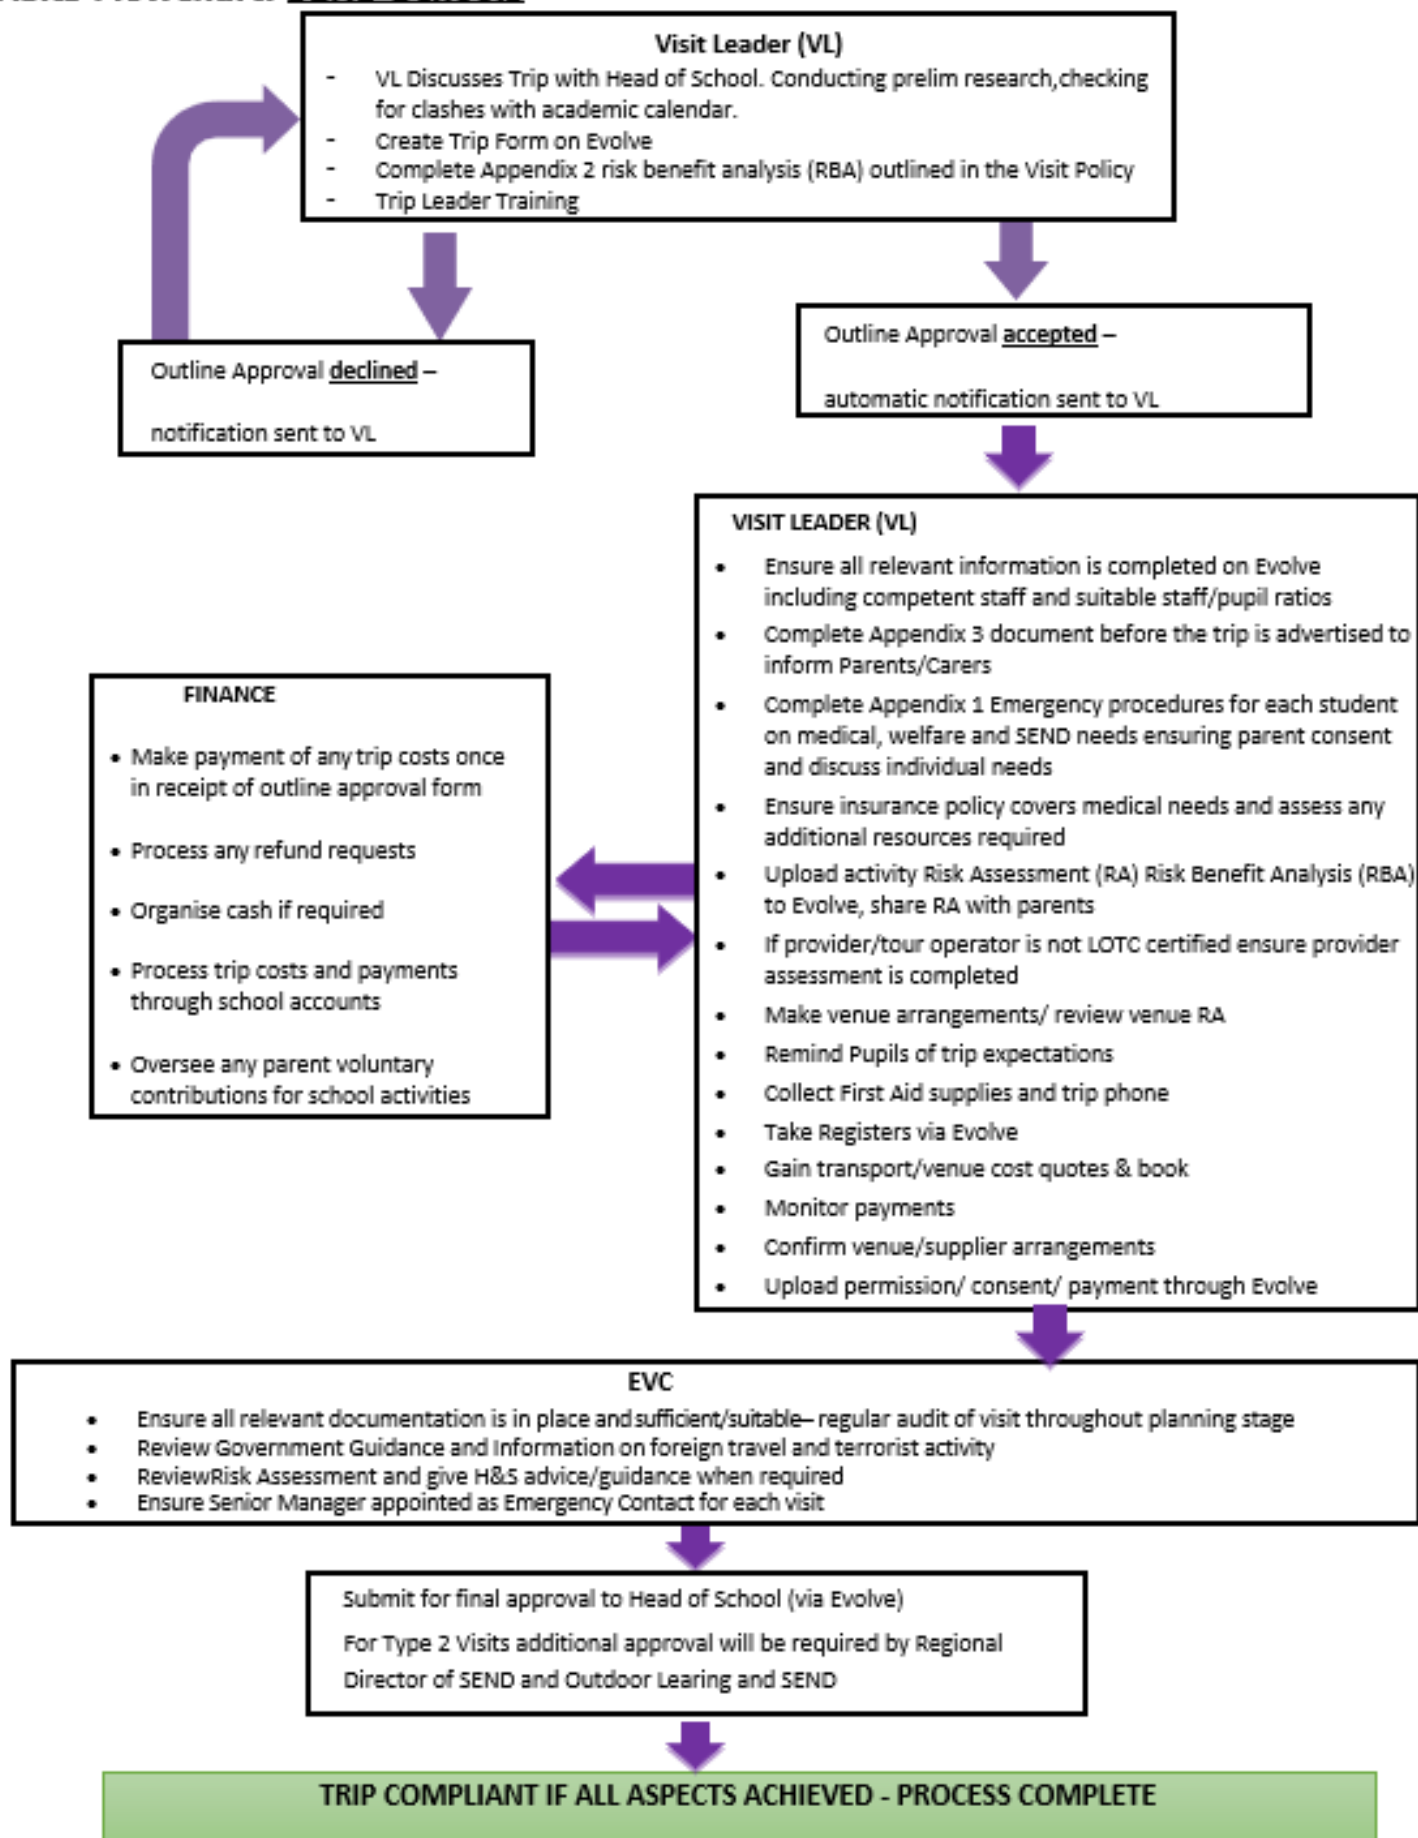 Visit Leader (VL)
- VL Discusses Trip with Head of School. Conducting prelim research,checking
for clashes with academic calendar.
- Create Trip Form on Evolve
- Complete Appendix 2 risk benefit analysis (RBA) outlined in the Visit Policy
- Trip Leader Training
Outline Approval declined –
notification sent to VL
Outline Approval accepted –
automatic notification sent to VL
VISIT LEADER (VL)
• Ensure all relevant information is completed on Evolve
including competent staff and suitable staff/pupil ratios
• Complete Appendix 3 document before the trip is advertised to
inform Parents/Carers
• Complete Appendix 1 Emergency procedures for each student
on medical, welfare and SEND needs ensuring parent consent
and discuss individual needs
• Ensure insurance policy covers medical needs and assess any
additional resources required
• Upload activity Risk Assessment (RA) Risk Benefit Analysis (RBA)
to Evolve, share RA with parents
• If provider/tour operator is not LOTC certified ensure provider
assessment is completed
• Make venue arrangements/ review venue RA
• Remind Pupils of trip expectations
• Collect First Aid supplies and trip phone
• Take Registers via Evolve
• Gain transport/venue cost quotes & book
• Monitor payments
• Confirm venue/supplier arrangements
• Upload permission/ consent/ payment through Evolve
FINANCE
• Make payment of any trip costs once
in receipt of outline approval form
• Process any refund requests
• Organise cash if required
• Process trip costs and payments
through school accounts
• Oversee any parent voluntary
contributions for school activities
EVC
• Ensure all relevant documentation is in place and sufficient/suitable– regular audit of visit throughout planning stage
• Review Government Guidance and Information on foreign travel and terrorist activity
• ReviewRisk Assessment and give H&S advice/guidance when required
• Ensure Senior Manager appointed as Emergency Contact for each visit
Submit for final approval to Head of School (via Evolve)
For Type 2 Visits additional approval will be required by Regional
Director of SEND and Outdoor Learing and SEND
TRIP COMPLIANT IF ALL ASPECTS ACHIEVED - PROCESS COMPLETE